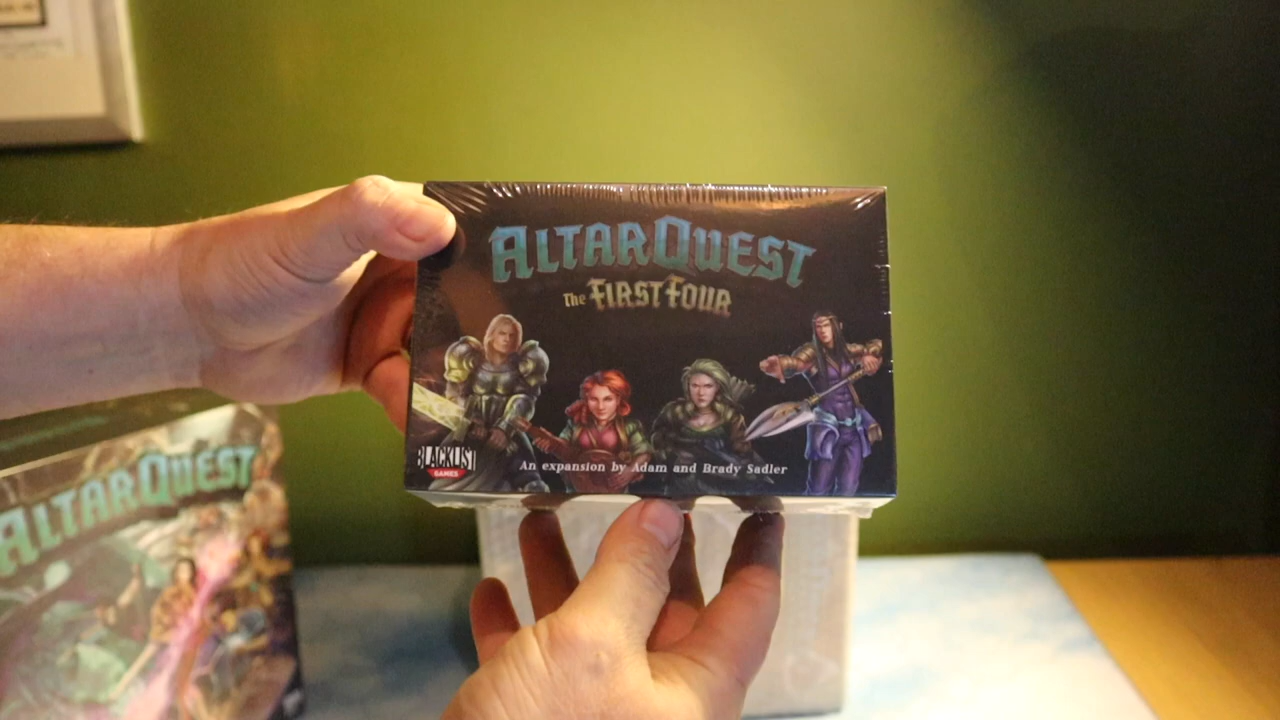 ALTARQUEST
The FIRST FOUR
BLACKLIST
GAMES
An expansion by Adam and Brady Sadler
ALTARQUEST